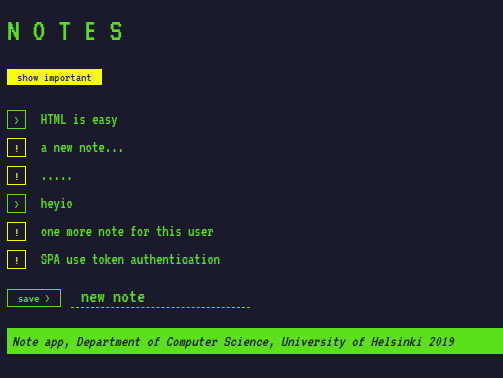 NOTES
show important
> HTML is easy
! a new note...
! .....
> heyio
! one more note for this user
! SPA use token authentication
save > new note
Note app, Department of Computer Science, University of Helsinki 2019